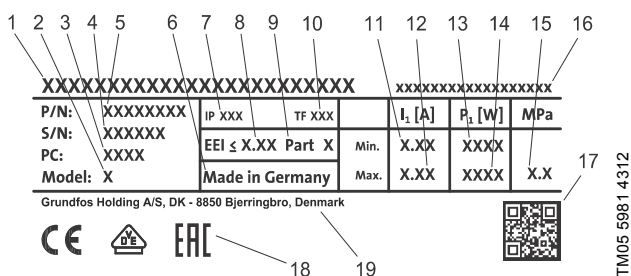 1 2 3 4 5 6 7 8 9 10 11 12 13 14 15 16
XXXXXXXXXXXXXXXXXXXXXXXXXXX XXXXXXXXXXXXXXXXXX
P/N: XXXXXXXX IP XXX TF XXX I1 [A] P1 [W] MPa
S/N: XXXXXX EEI ≤ X.XX Part X Min. X.XX XXXX
PC: XXXX
Model: X Made in Germany Max. X.XX XXXX X.X
17
Grundfos Holding A/S, DK - 8850 Bjerringbro, Denmark
CE VDE EAC
18 19
TM05 5981 4312